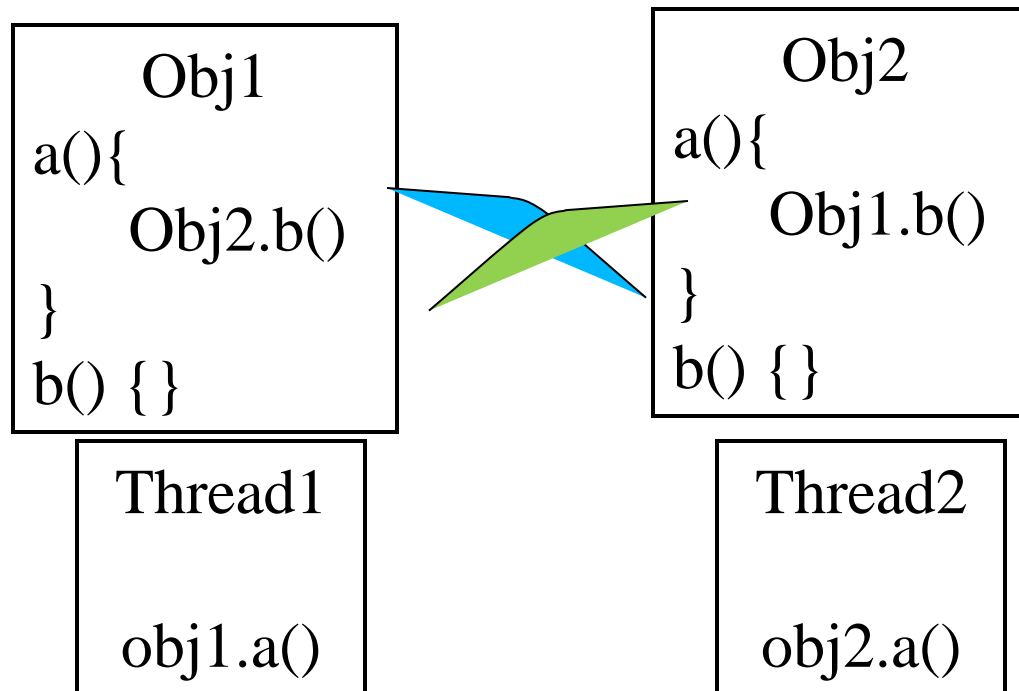 Obj1
a(){
Obj2.b()
}
b() {}
Obj2
a(){
Obj1.b()
}
b() {}
Thread1
obj1.a()
Thread2
obj2.a()